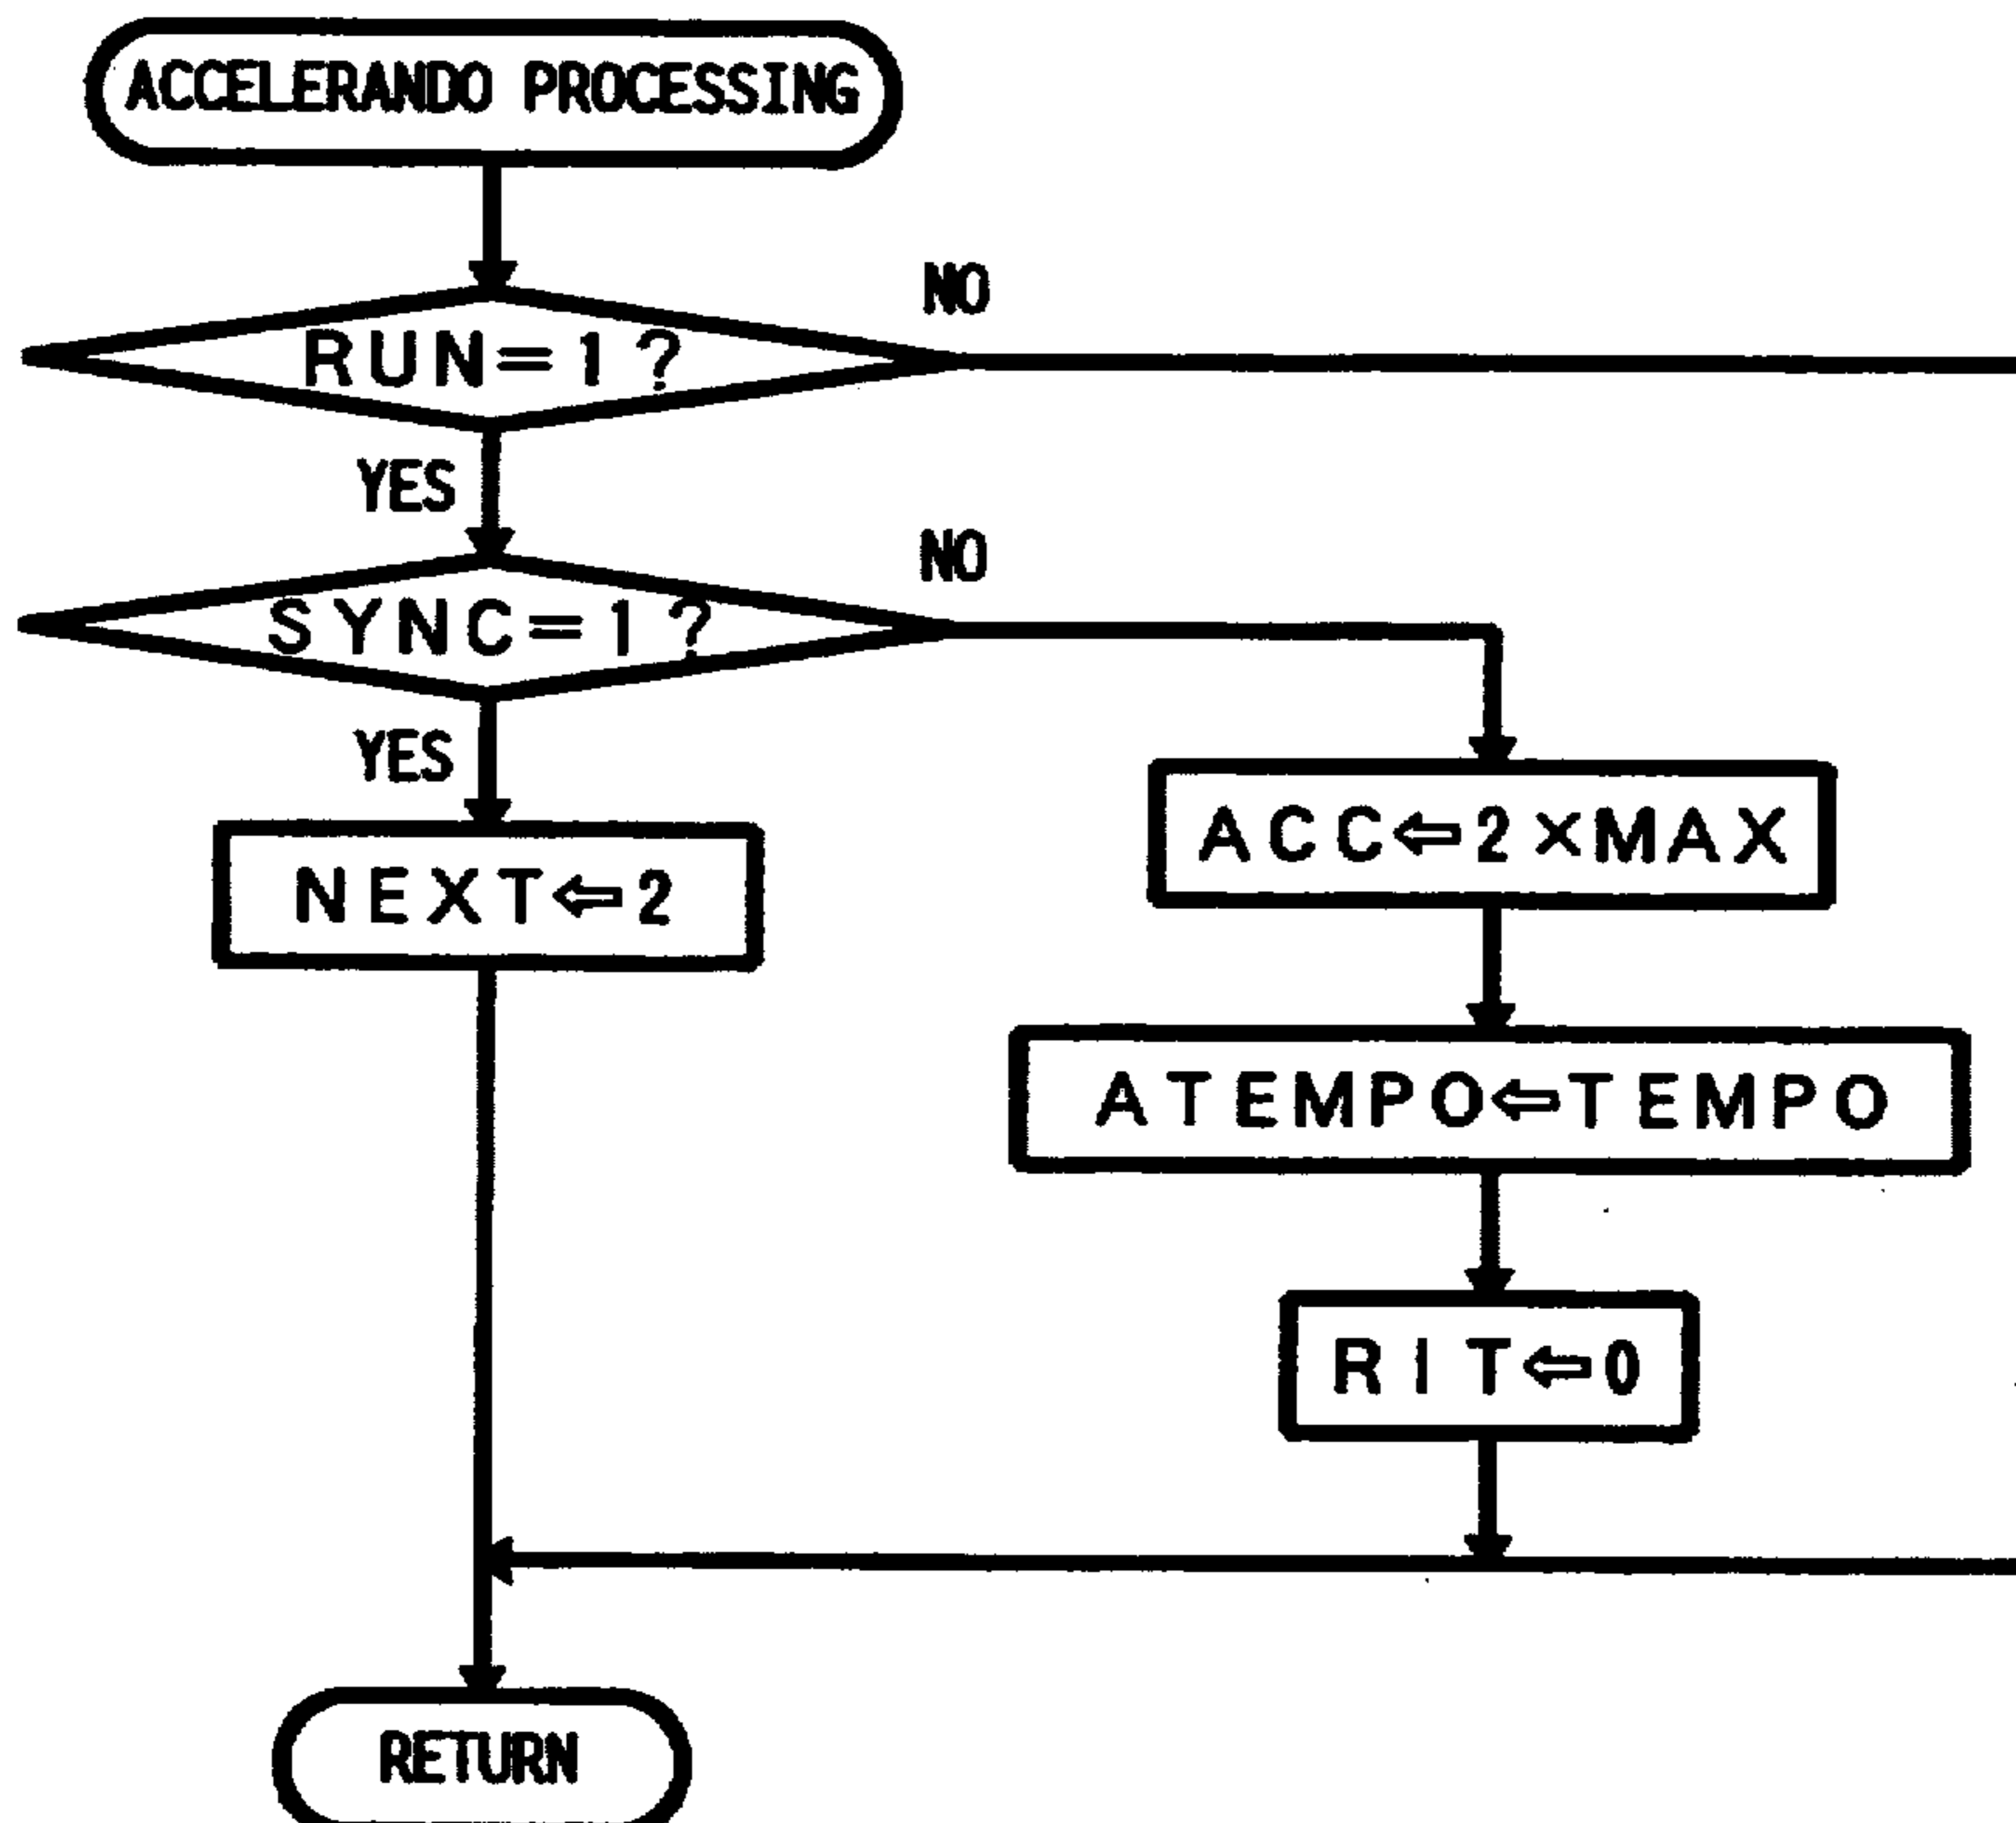 ACCELERANDO PROCESSING
NO
RUN=1?
YES
NO
SYNC=1?
YES
ACC⇐2×MAX
NEXT⇐2
ATEMPO⇐TEMPO
RIT⇐0
RETURN